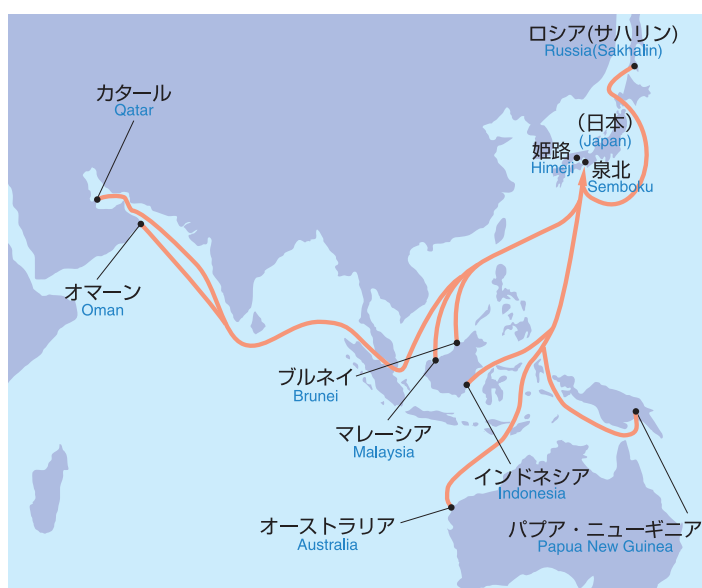 ロシア(サハリン)
Russia(Sakhalin)
カタール
Qatar
(日本)
(Japan)
姫路
Himeji
泉北
Semboku
オマーン
Oman
ブルネイ
Brunei
マレーシア
Malaysia
インドネシア
Indonesia
オーストラリア
Australia
パプア・ニューギニア
Papua New Guinea